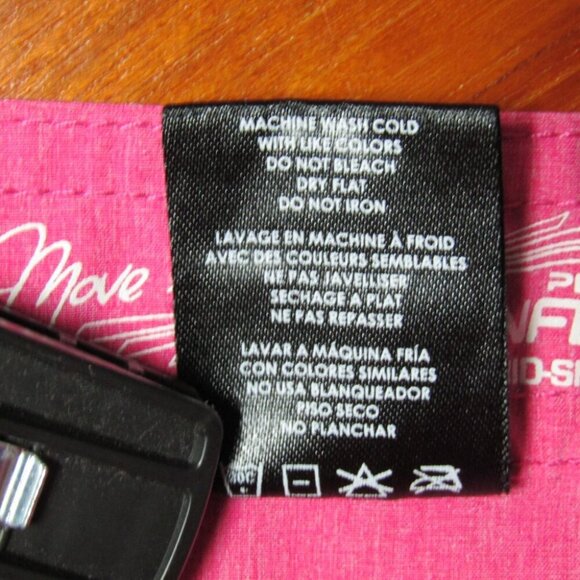 MACHINE WASH COLD
WITH LIKE COLORS
DO NOT BLEACH
DRY FLAT
DO NOT IRON
LAVAGE EN MACHINE À FROID
AVEC DES COULEURS SEMBLABLES
NE PAS JAVELLISER
SECHAGE A PLAT
NE PAS REPASSER
LAVAR A MÁQUINA FRÍA
CON COLORES SIMILARES
NO USA BLANQUEADOR
PISO SECO
NO PLANCHAR
Move